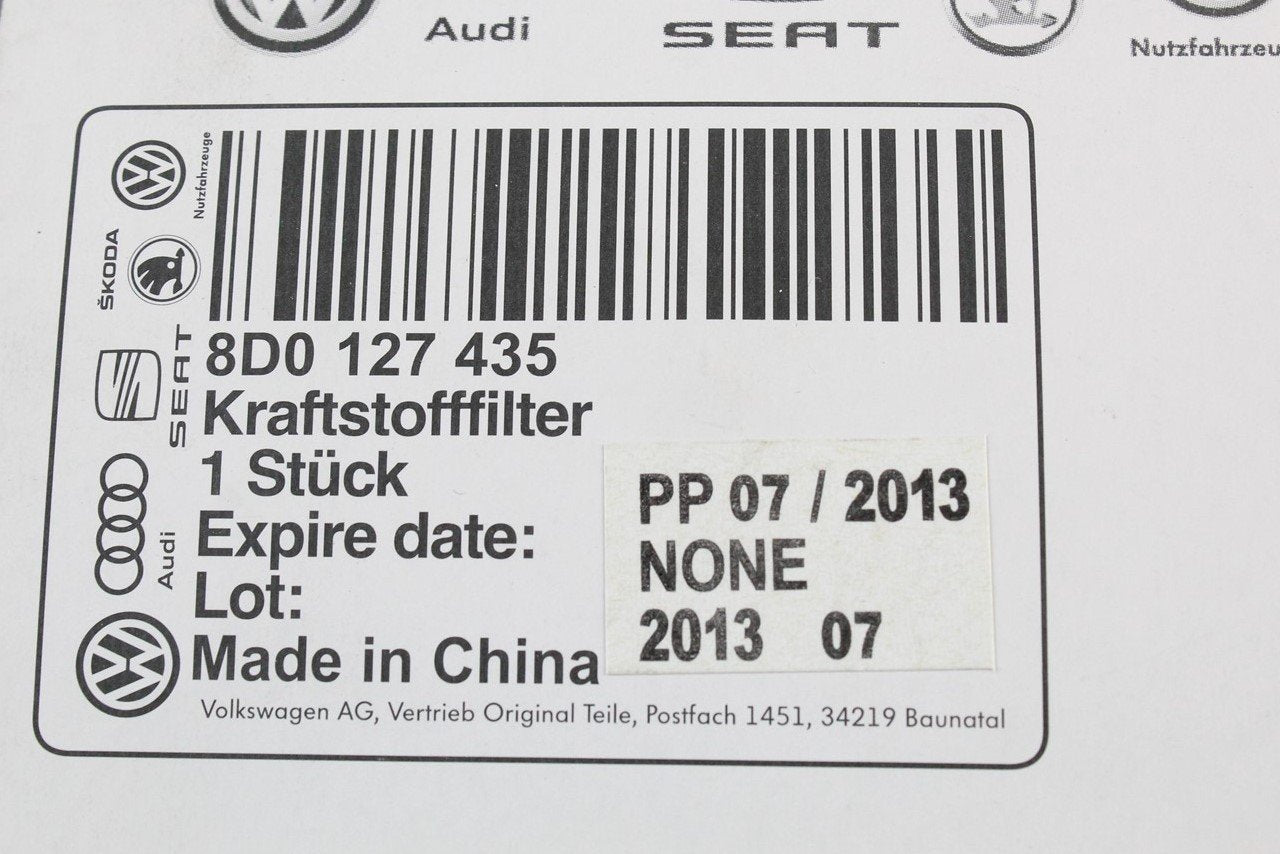 Audi
SEAT
Nutzfahrzeu
Nutzfahrzeuge
ŠKODA
SEAT
Audi
8D0 127 435
Kraftstofffilter
1 Stück
Expire date:
Lot:
Made in China
PP 07 / 2013
NONE
2013 07
Volkswagen AG, Vertrieb Original Teile, Postfach 1451, 34219 Baunatal